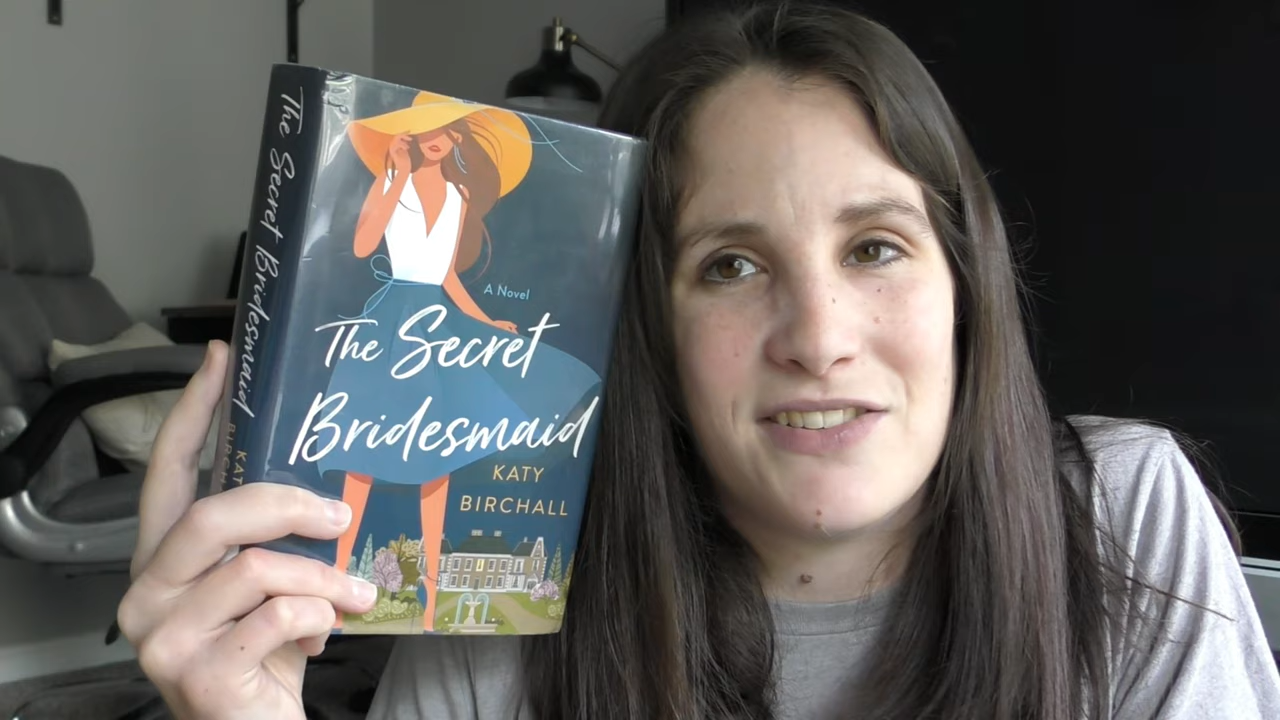 The Secret Bridesmaid
A Novel
The Secret
Bridesmaid
KATY
BIRCHALL